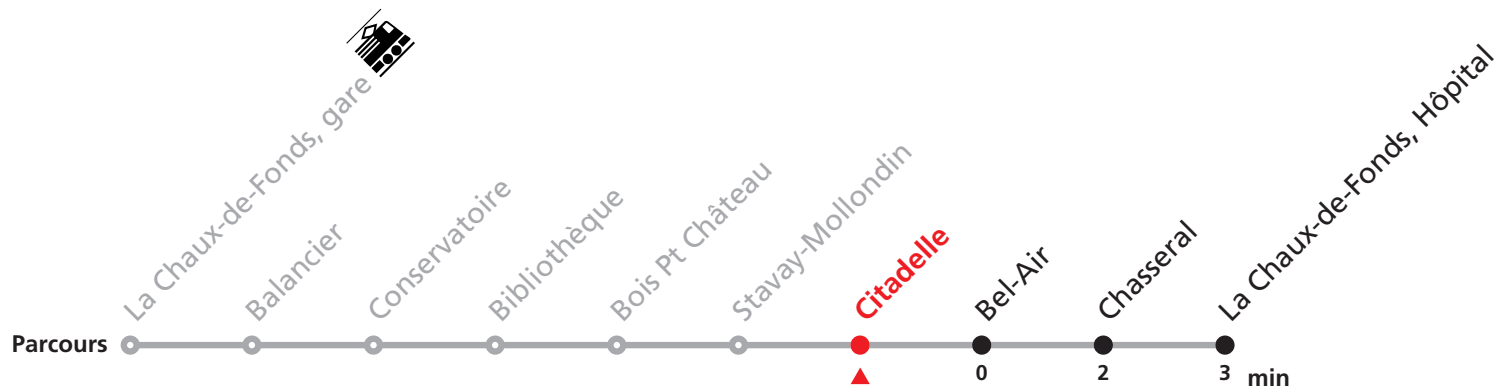 La Chaux-de-Fonds, gare
Balancier
Conservatoire
Bibliothèque
Bois Pt Château
Stavay-Mollondin
Citadelle
Bel-Air
Chasseral
La Chaux-de-Fonds, Hôpital
Parcours
0 2 3 min